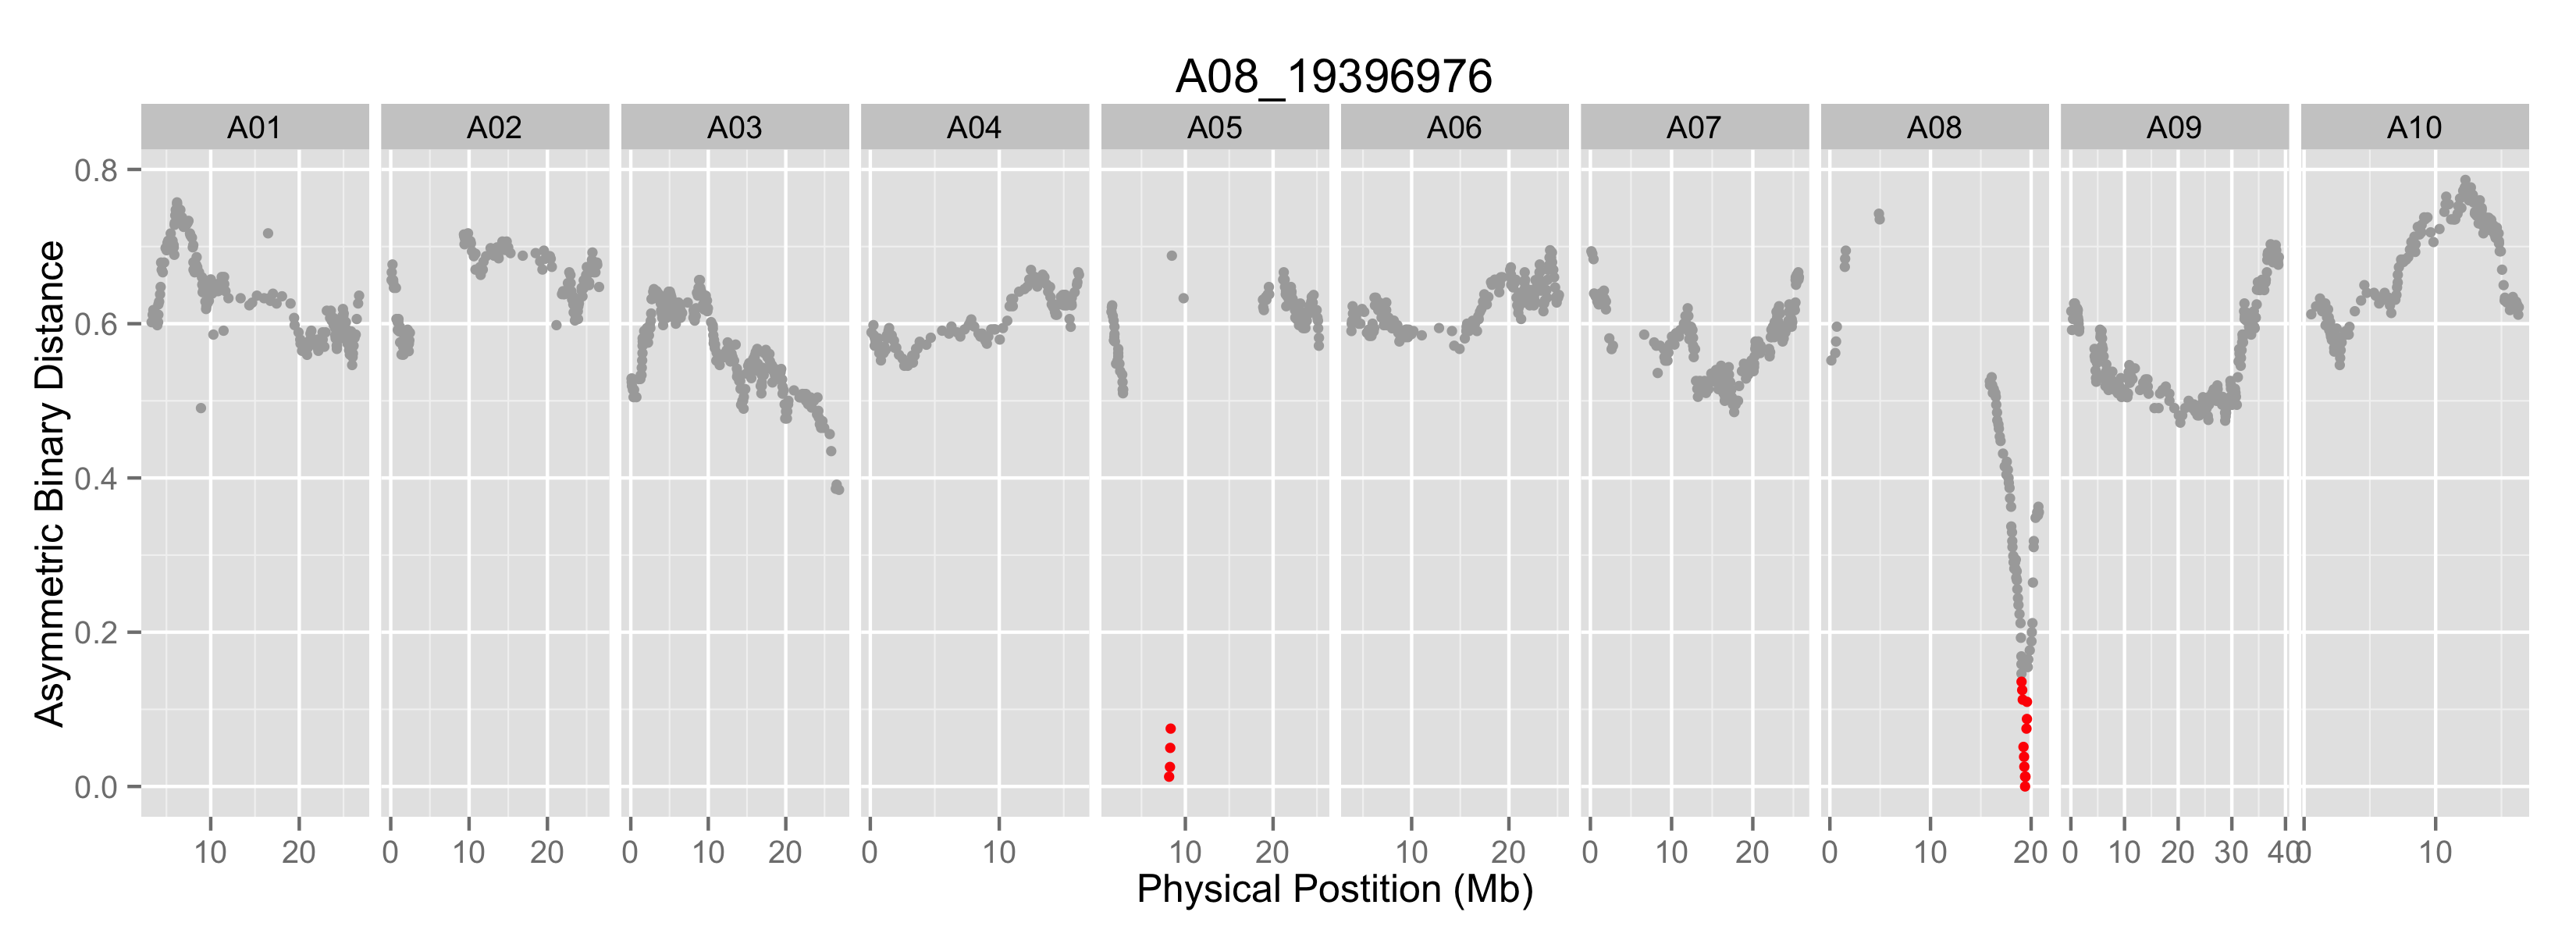 A08_19396976
A01 A02 A03 A04 A05 A06 A07 A08 A09 A10
Asymmetric Binary Distance
0.8
0.6
0.4
0.2
0.0
10 20 0 10 20 0 10 20 0 10 10 20 10 20 0 10 20 0 10 20 0 10 20 30 40 0 10
Physical Postition (Mb)